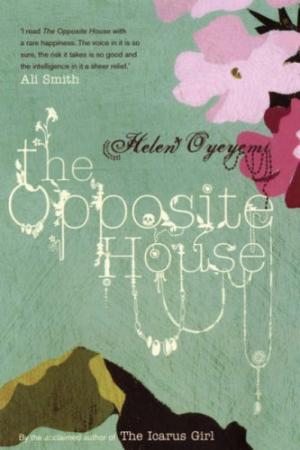 'I read The Opposite House with
a rare happiness. The voice in it is so
sure, the risk it takes is so good and
the intelligence in it a sheer relief.'
Ali Smith
Helen Oyeyemi
the
Opposite
House
By the acclaimed author of The Icarus Girl